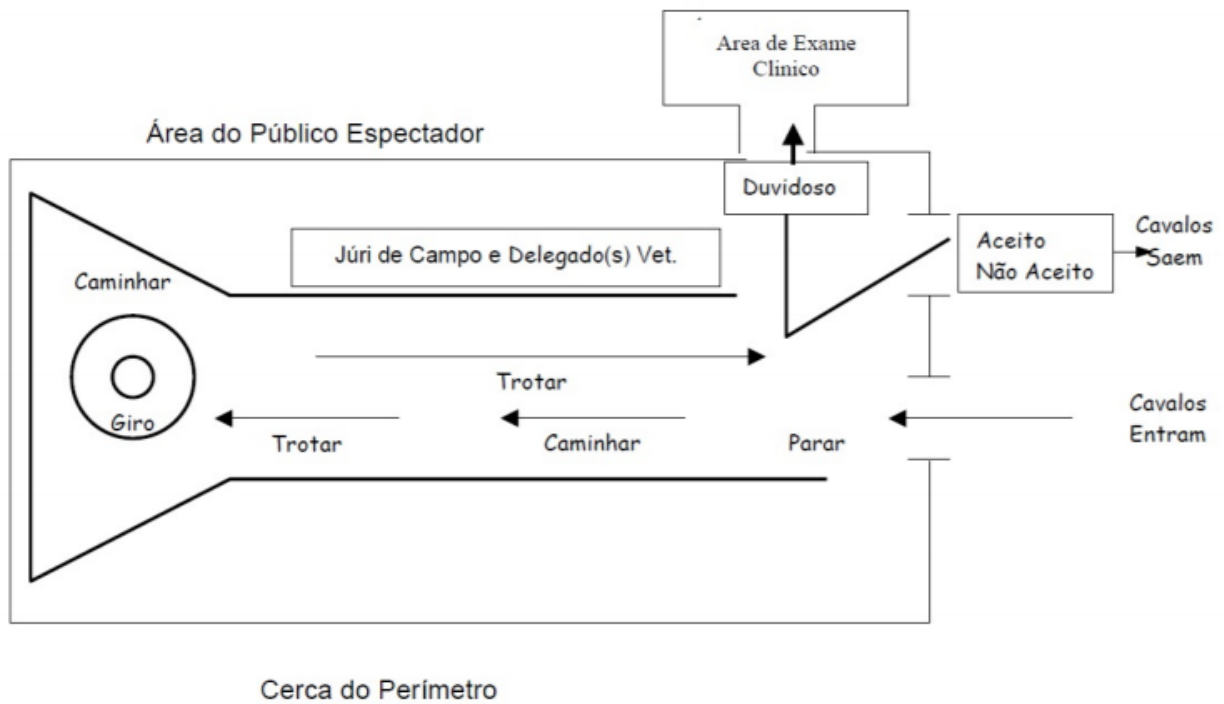 Area de Exame
Clinico
Área do Público Espectador
Duvidoso
Júri de Campo e Delegado(s) Vet.
Aceito
Não Aceito
Cavalos
Saem
Caminhar
Trotar
Giro
Trotar
Caminhar
Parar
Cavalos
Entram
Cerca do Perímetro